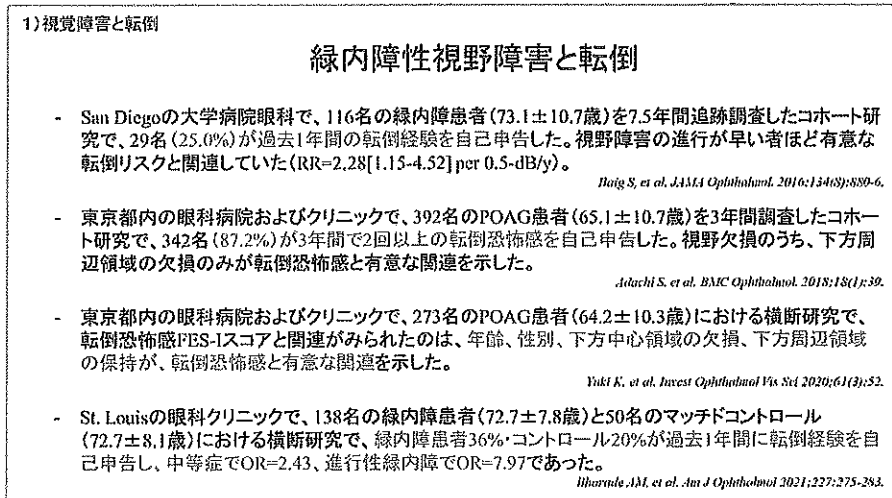 1)視覚障害と転倒
緑内障性視野障害と転倒
- San Diegoの大学病院眼科で、116名の緑内障患者(73.1±10.7歳)を7.5年間追跡調査したコホート研
究で、29名(25.0%)が過去1年間の転倒経験を自己申告した。視野障害の進行が早い者ほど有意な
転倒リスクと関連していた(RR=2.28[1.15-4.52] per 0.5-dB/y)。
Baig S, et al. JAMA Ophthalmol. 2016;134(8):880-6.
- 東京都内の眼科病院およびクリニックで、392名のPOAG患者(65.1±10.7歳)を3年間調査したコホー
ト研究で、342名(87.2%)が3年間で2回以上の転倒恐怖感を自己申告した。視野欠損のうち、下方周
辺領域の欠損のみが転倒恐怖感と有意な関連を示した。
Adachi S. et al. BMC Ophthalmol. 2018;18(1):39.
- 東京都内の眼科病院およびクリニックで、273名のPOAG患者(64.2±10.3歳)における横断研究で、
転倒恐怖感FES-Iスコアと関連がみられたのは、年齢、性別、下方中心領域の欠損、下方周辺領域
の保持が、転倒恐怖感と有意な関連を示した。
Yuki K, et al. Invest Ophthalmol Vis Sci 2020;61(3):52.
- St. Louisの眼科クリニックで、138名の緑内障患者(72.7±7.8歳)と50名のマッチドコントロール
(72.7±8.1歳)における横断研究で、緑内障患者36%・コントロール20%が過去1年間に転倒経験を自
己申告し、中等症でOR=2.43、進行性緑内障でOR=7.97であった。
Bhorade AM, et al. Am J Ophthalmol 2021;227:275-283.